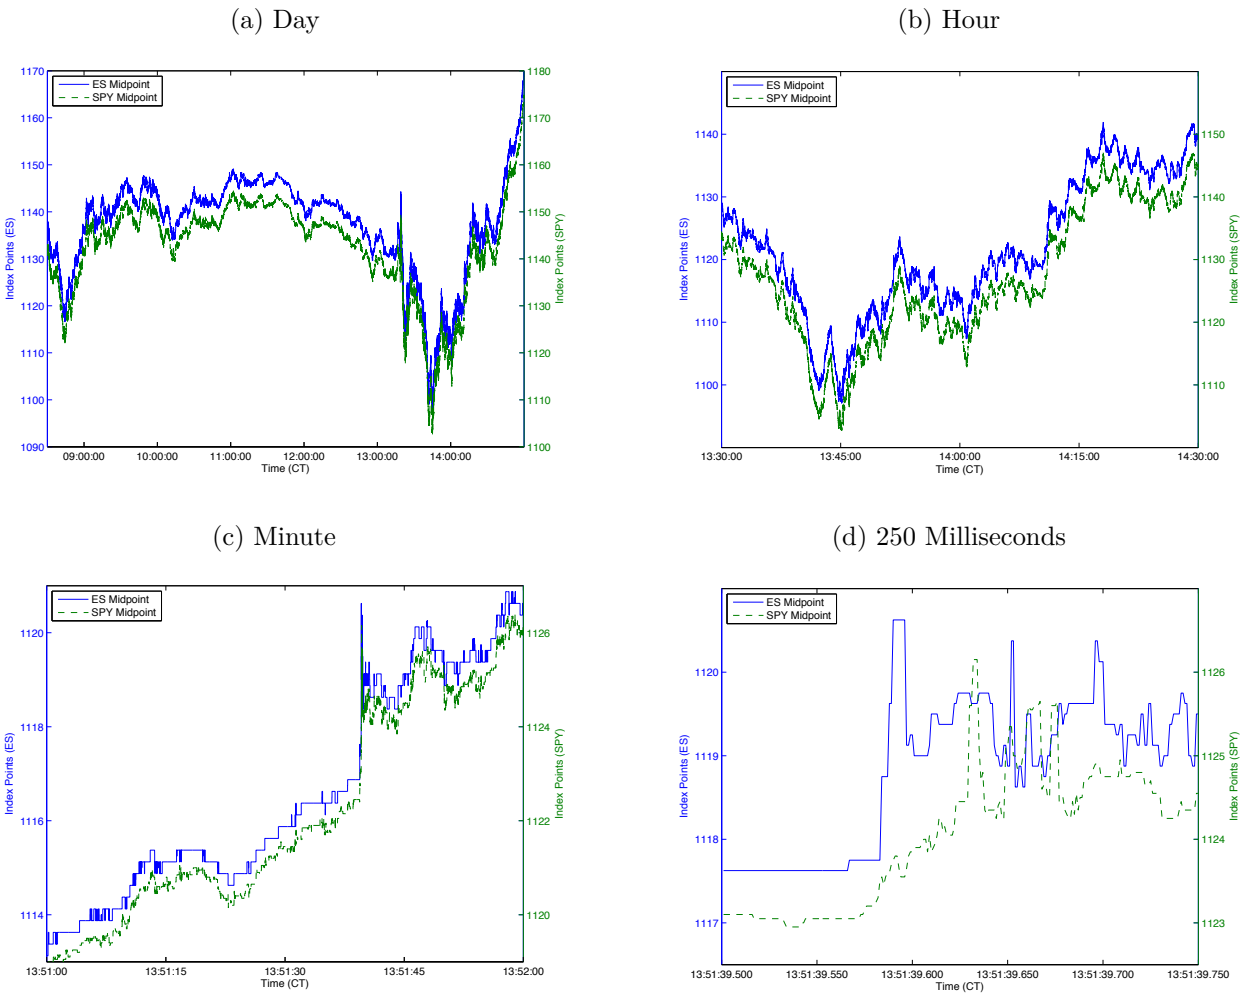 (a) Day
1170
1160
1150
1140
1130
1120
1110
1100
1090
Index Points (ES)
ES Midpoint
SPY Midpoint
1180
1170
1160
1150
1140
1130
1120
1110
1100
Index Points (SPY)
09:00:00 10:00:00 11:00:00 12:00:00 13:00:00 14:00:00
Time (CT)
(b) Hour
1140
1130
1120
1110
1100
Index Points (ES)
ES Midpoint
SPY Midpoint
1150
1140
1130
1120
1110
Index Points (SPY)
13:30:00 13:45:00 14:00:00 14:15:00 14:30:00
Time (CT)
(c) Minute
1120
1118
1116
1114
Index Points (ES)
ES Midpoint
SPY Midpoint
1126
1124
1122
1120
Index Points (SPY)
13:51:00 13:51:15 13:51:30 13:51:45 13:52:00
Time (CT)
(d) 250 Milliseconds
1120
1119
1118
1117
Index Points (ES)
ES Midpoint
SPY Midpoint
1126
1125
1124
1123
Index Points (SPY)
13:51:39.500 13:51:39.550 13:51:39.600 13:51:39.650 13:51:39.700 13:51:39.750
Time (CT)